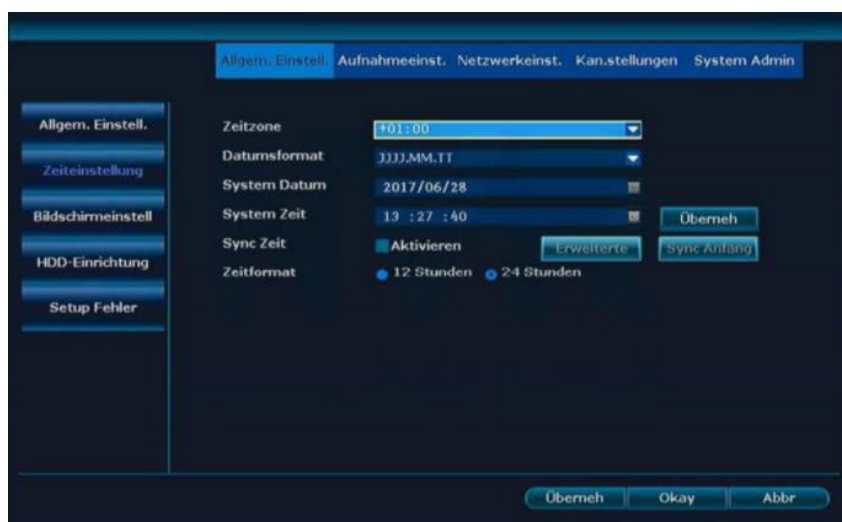 Allgem. Einstell. Aufnahmeeinst. Netzwerkeinst. Kan.stellungen System Admin
Allgem. Einstell.
Zeiteinstellung
Bildschirmeinstell
HDD-Einrichtung
Setup Fehler
Zeitzone +01:00
Datumsformat JJJJ.MM.TT
System Datum 2017/06/28
System Zeit 13 :27 :40 Überneh
Sync Zeit Aktivieren Erweiterte Sync Anfang
Zeitformat 12 Stunden 24 Stunden
Überneh Okay Abbr